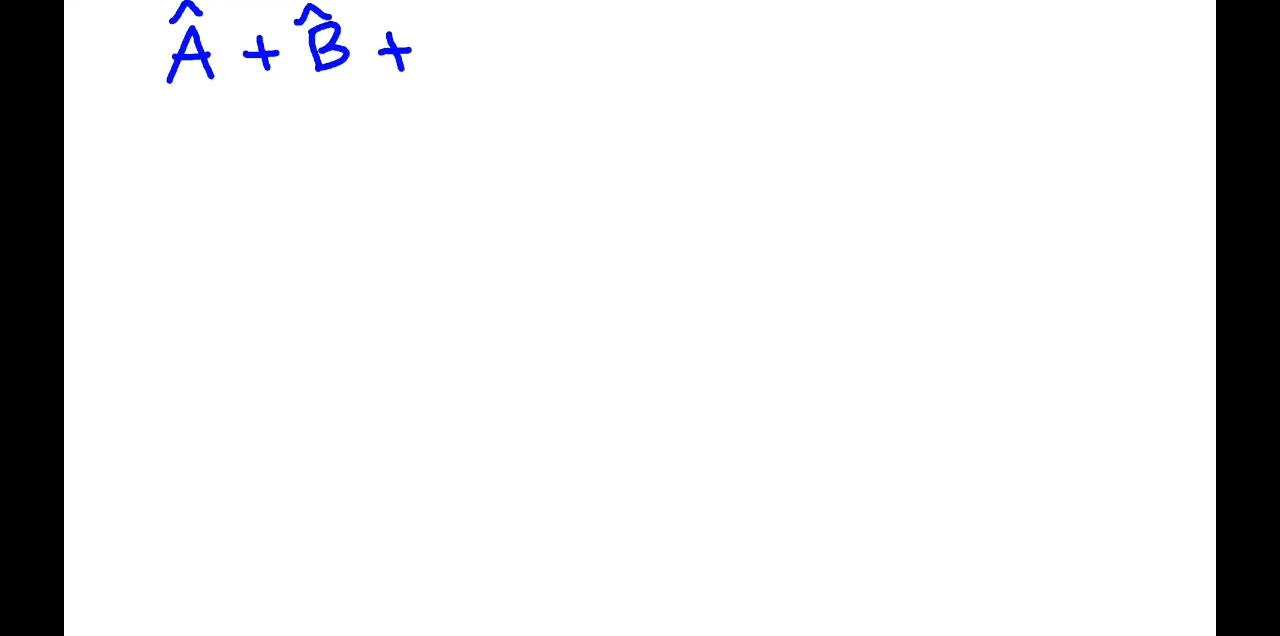 Â + B̂ +